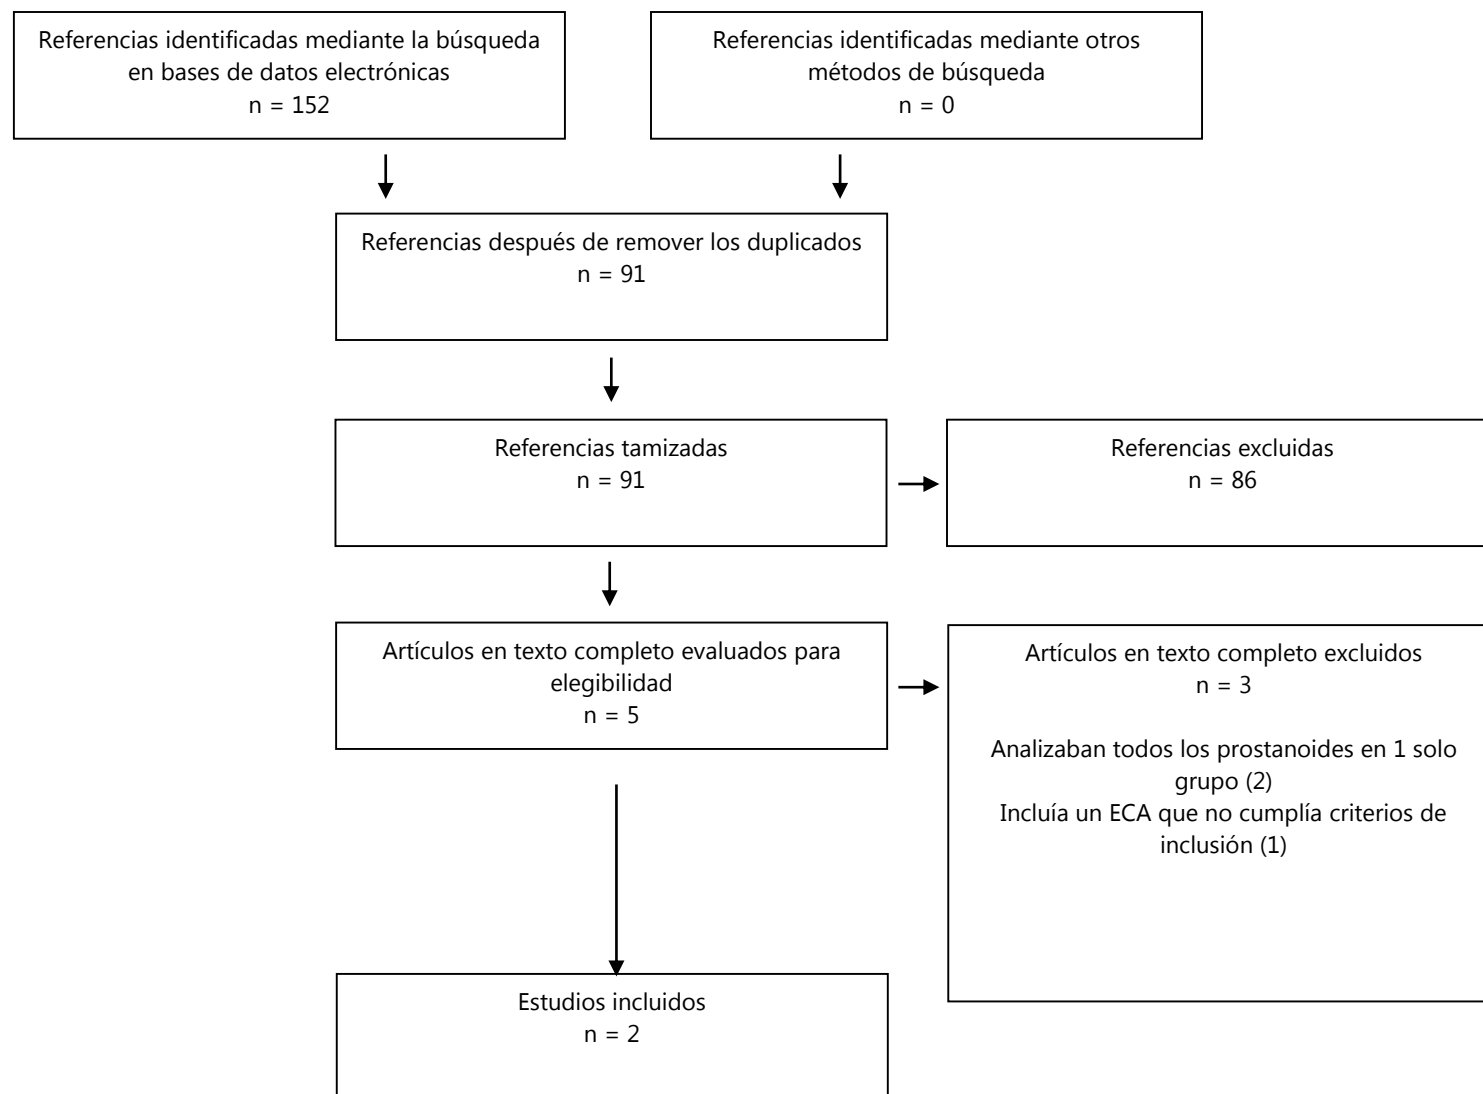 Referencias identificadas mediante la búsqueda
en bases de datos electrónicas
n = 152
Referencias identificadas mediante otros
métodos de búsqueda
n = 0
Referencias después de remover los duplicados
n = 91
Referencias tamizadas
n = 91
Referencias excluidas
n = 86
Artículos en texto completo evaluados para
elegibilidad
n = 5
Artículos en texto completo excluidos
n = 3
Analizaban todos los prostanoides en 1 solo
grupo (2)
Incluía un ECA que no cumplía criterios de
inclusión (1)
Estudios incluidos
n = 2